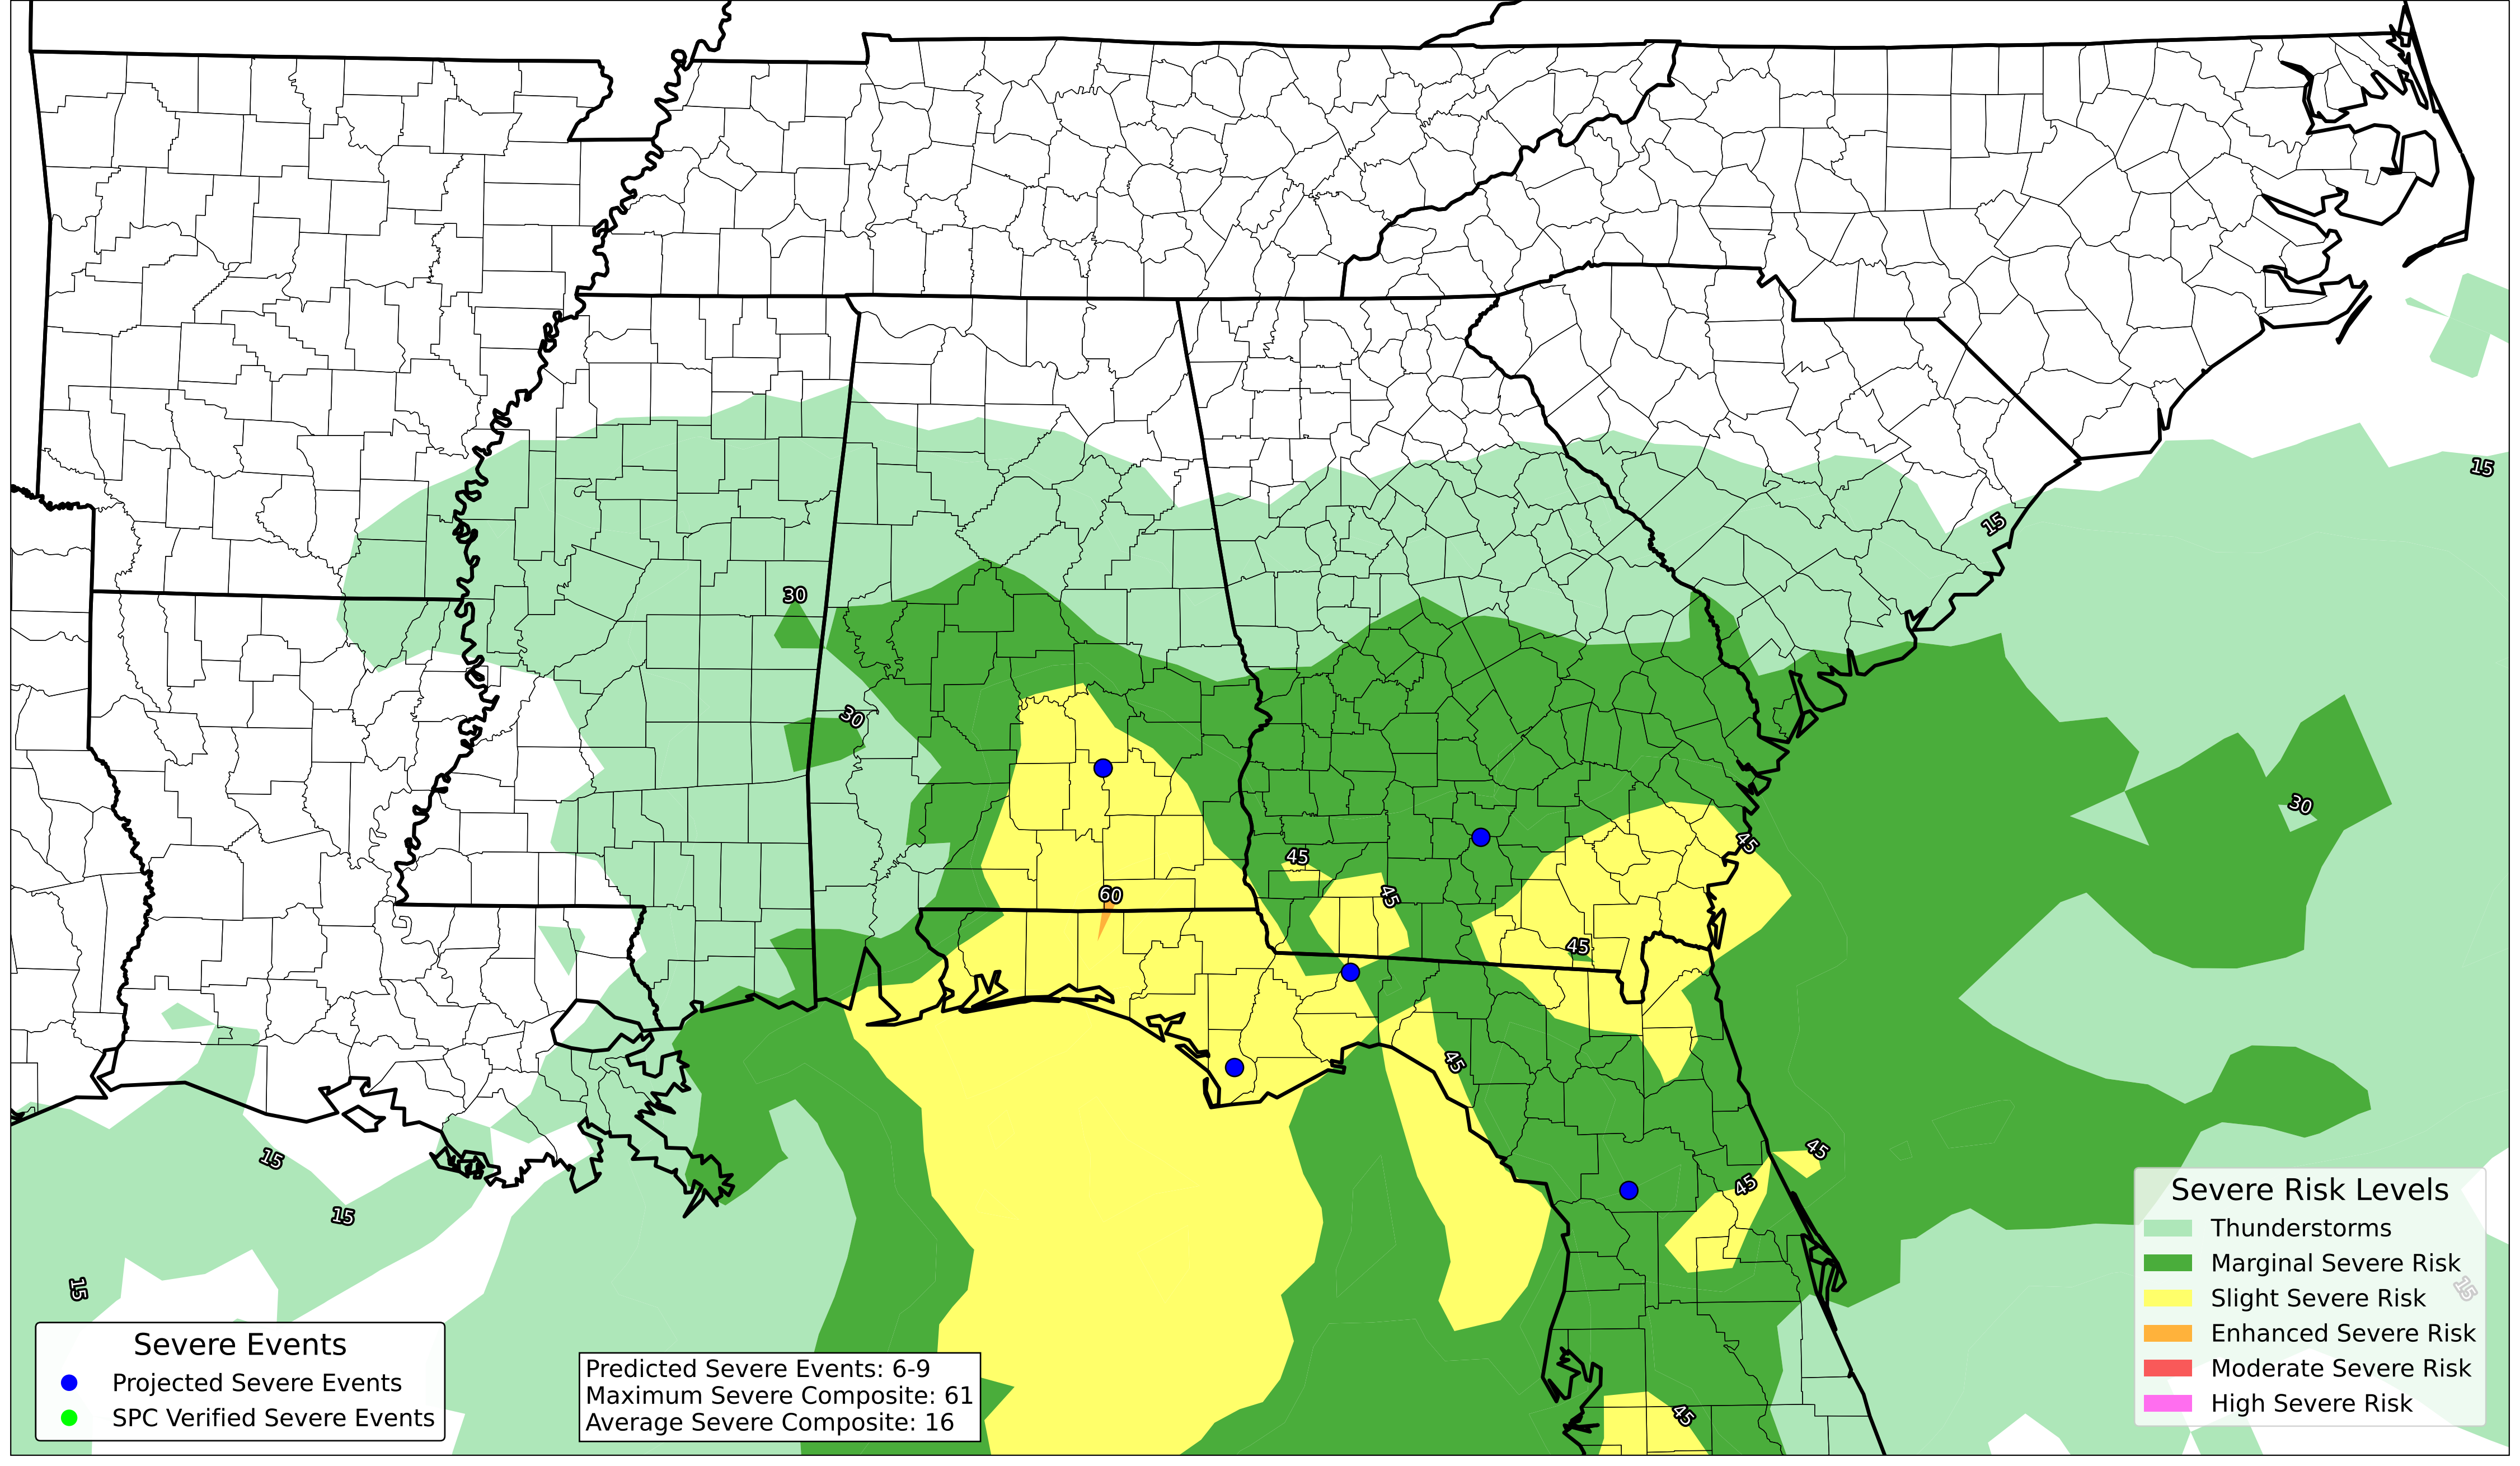 15
15
30
30
30
45
45
45
60
45
45
45
45
45
15
15
15
15
45
Severe Risk Levels
Thunderstorms
Marginal Severe Risk
Slight Severe Risk
Enhanced Severe Risk
Moderate Severe Risk
High Severe Risk
Severe Events
Projected Severe Events
SPC Verified Severe Events
Predicted Severe Events: 6-9
Maximum Severe Composite: 61
Average Severe Composite: 16